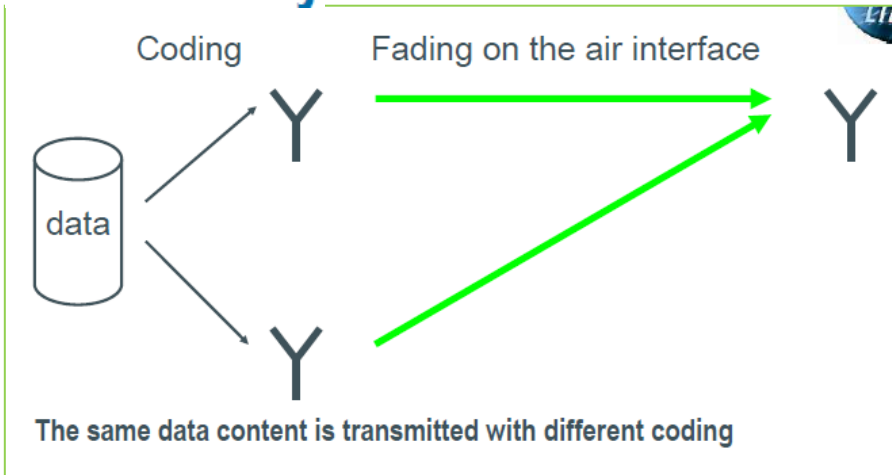 Coding
Fading on the air interface
data
The same data content is transmitted with different coding